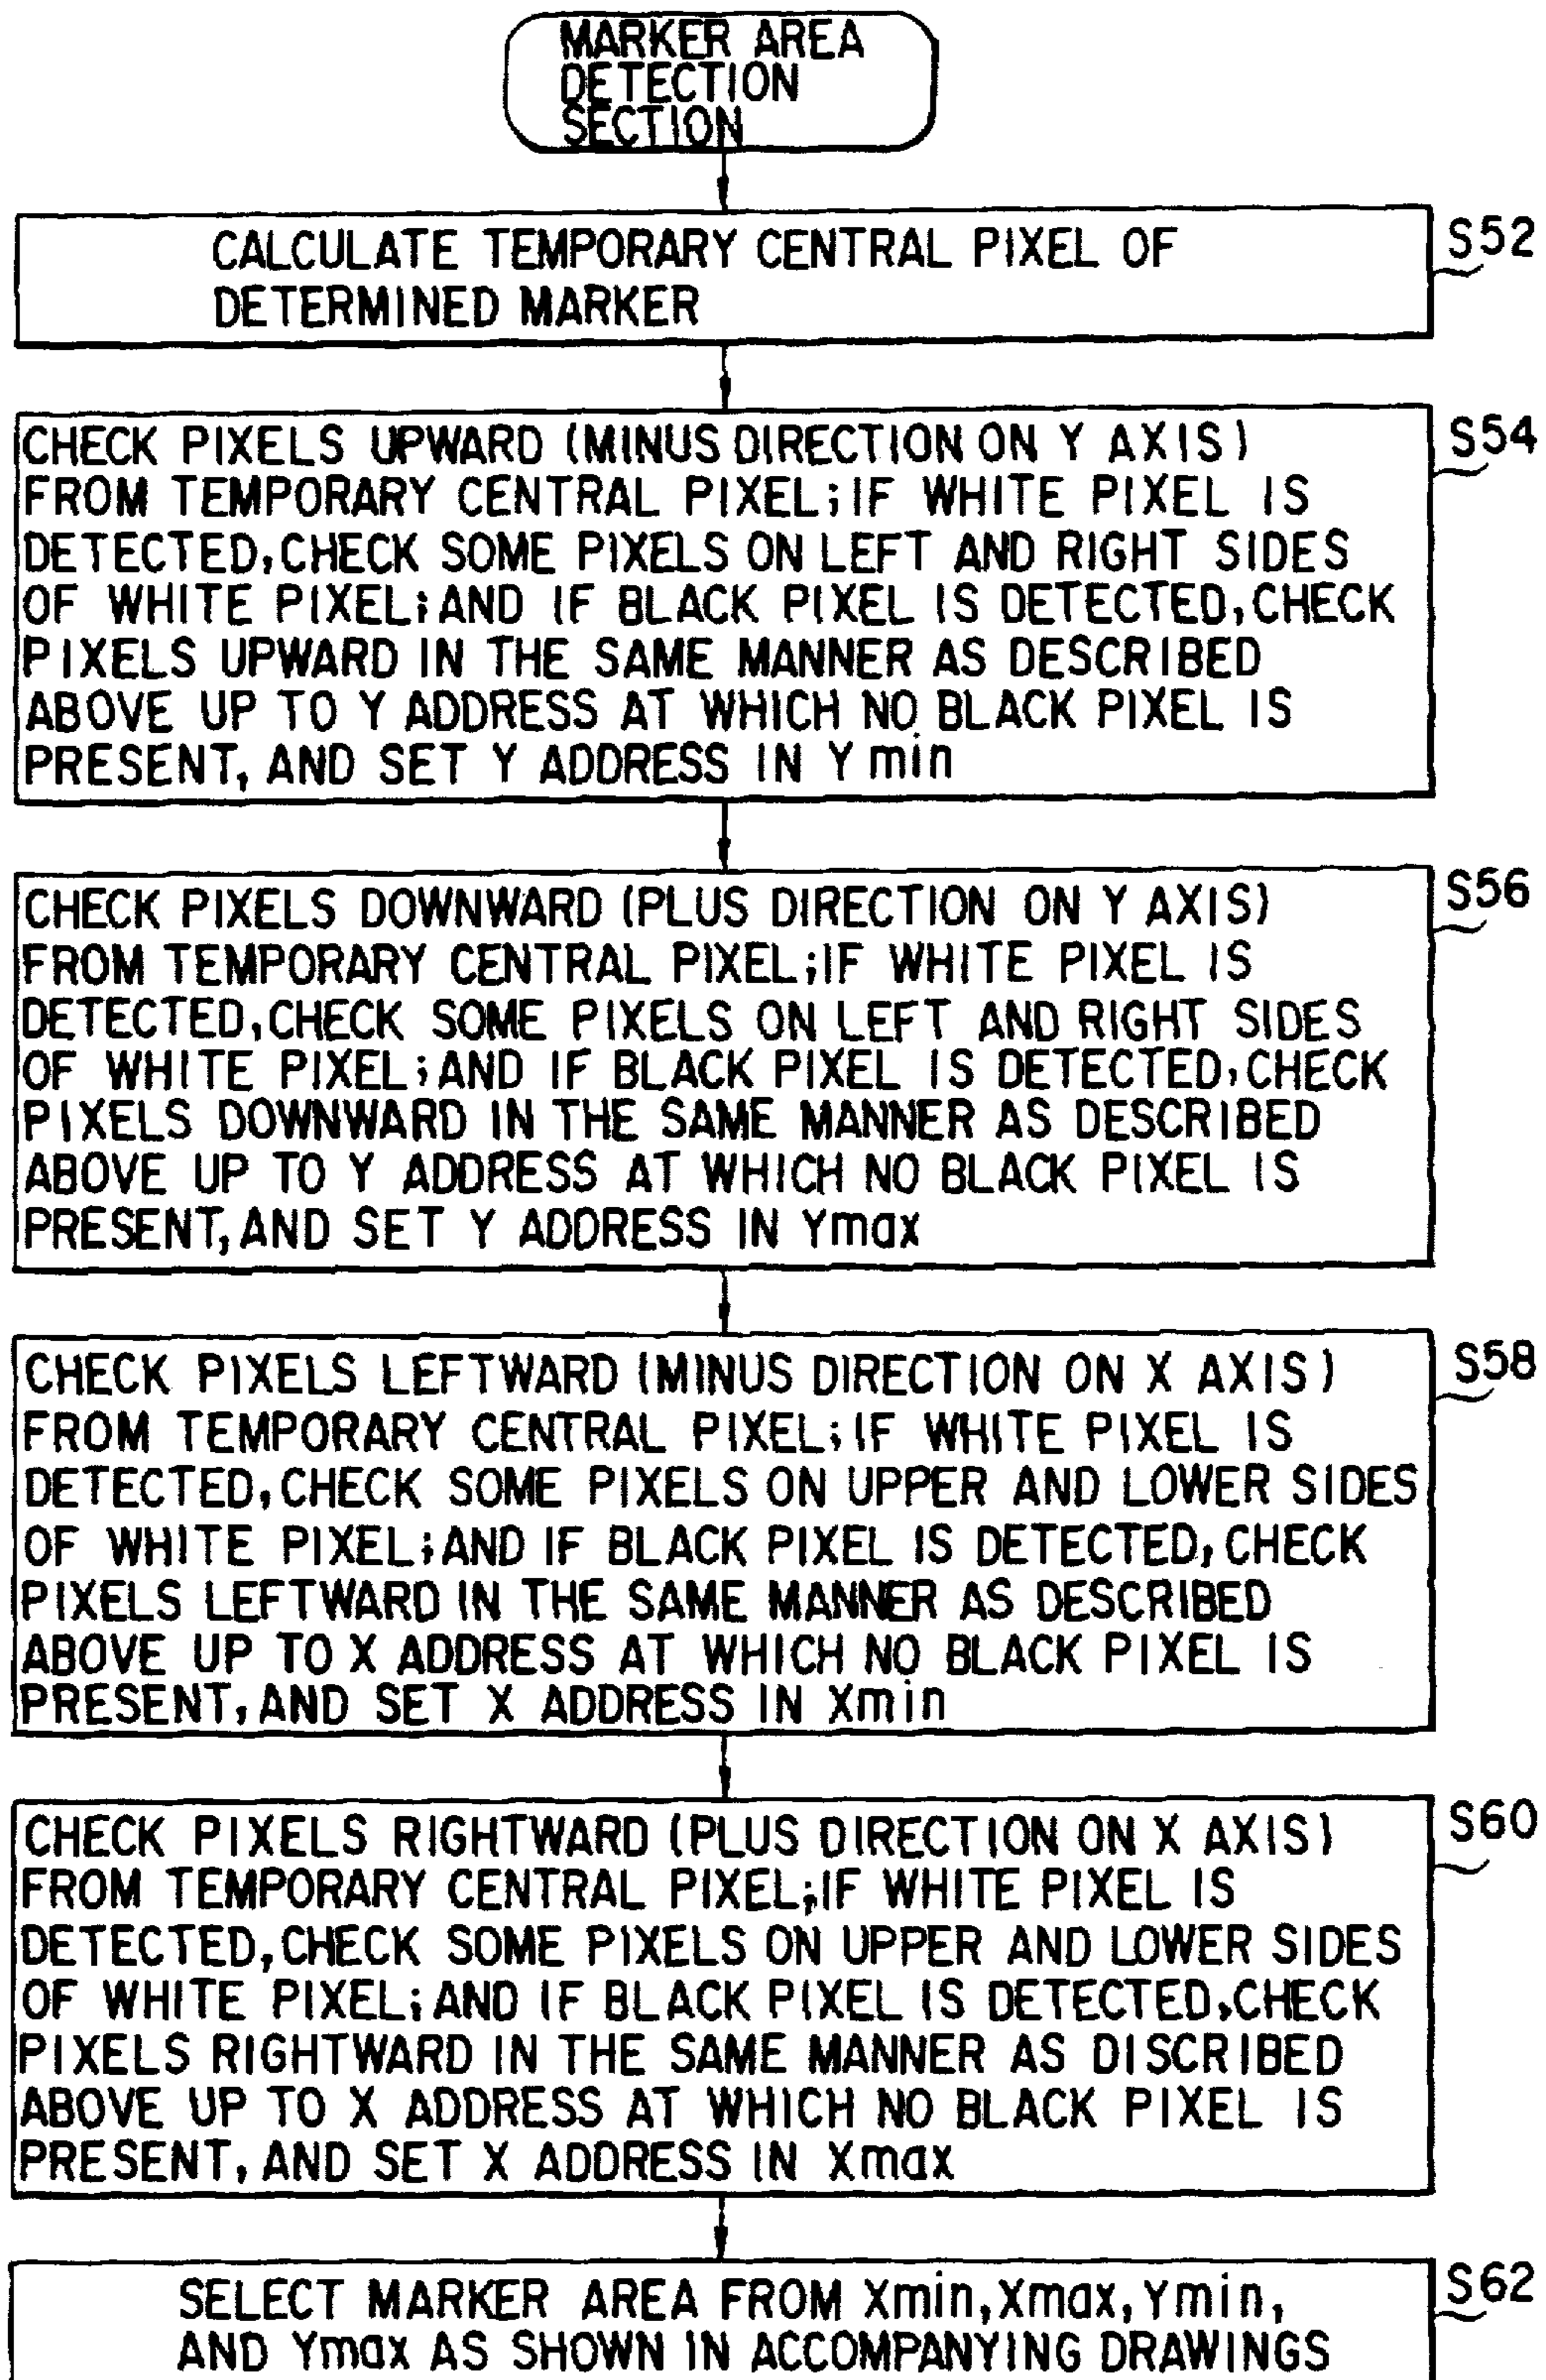 MARKER AREA
DETECTION
SECTION
CALCULATE TEMPORARY CENTRAL PIXEL OF
DETERMINED MARKER
S52
CHECK PIXELS UPWARD (MINUS DIRECTION ON Y AXIS)
FROM TEMPORARY CENTRAL PIXEL;IF WHITE PIXEL IS
DETECTED,CHECK SOME PIXELS ON LEFT AND RIGHT SIDES
OF WHITE PIXEL;AND IF BLACK PIXEL IS DETECTED,CHECK
PIXELS UPWARD IN THE SAME MANNER AS DESCRIBED
ABOVE UP TO Y ADDRESS AT WHICH NO BLACK PIXEL IS
PRESENT, AND SET Y ADDRESS IN Ymin
S54
CHECK PIXELS DOWNWARD (PLUS DIRECTION ON Y AXIS)
FROM TEMPORARY CENTRAL PIXEL;IF WHITE PIXEL IS
DETECTED,CHECK SOME PIXELS ON LEFT AND RIGHT SIDES
OF WHITE PIXEL;AND IF BLACK PIXEL IS DETECTED,CHECK
PIXELS DOWNWARD IN THE SAME MANNER AS DESCRIBED
ABOVE UP TO Y ADDRESS AT WHICH NO BLACK PIXEL IS
PRESENT,AND SET Y ADDRESS IN Ymax
S56
CHECK PIXELS LEFTWARD (MINUS DIRECTION ON X AXIS)
FROM TEMPORARY CENTRAL PIXEL;IF WHITE PIXEL IS
DETECTED,CHECK SOME PIXELS ON UPPER AND LOWER SIDES
OF WHITE PIXEL;AND IF BLACK PIXEL IS DETECTED,CHECK
PIXELS LEFTWARD IN THE SAME MANNER AS DESCRIBED
ABOVE UP TO X ADDRESS AT WHICH NO BLACK PIXEL IS
PRESENT,AND SET X ADDRESS IN Xmin
S58
CHECK PIXELS RIGHTWARD (PLUS DIRECTION ON X AXIS)
FROM TEMPORARY CENTRAL PIXEL;IF WHITE PIXEL IS
DETECTED,CHECK SOME PIXELS ON UPPER AND LOWER SIDES
OF WHITE PIXEL;AND IF BLACK PIXEL IS DETECTED,CHECK
PIXELS RIGHTWARD IN THE SAME MANNER AS DISCRIBED
ABOVE UP TO X ADDRESS AT WHICH NO BLACK PIXEL IS
PRESENT, AND SET X ADDRESS IN Xmax
S60
SELECT MARKER AREA FROM Xmin,Xmax,Ymin,
AND Ymax AS SHOWN IN ACCOMPANYING DRAWINGS
S62